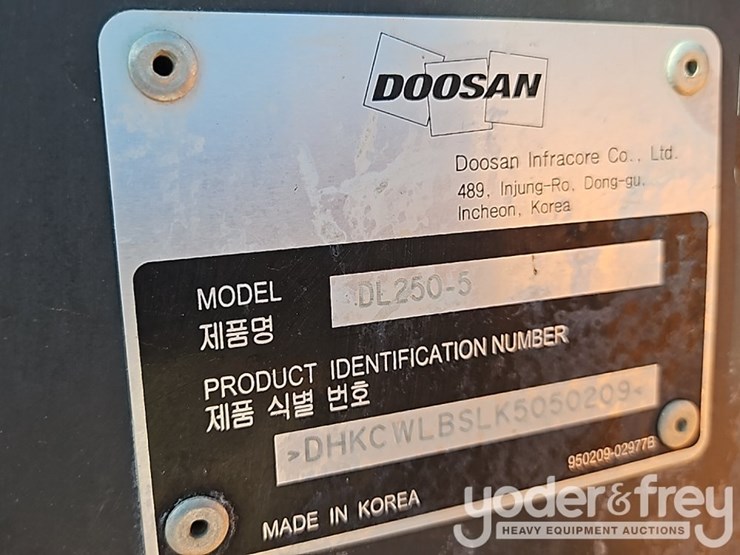 DOOSAN
Doosan Infracore Co., Ltd.
489, Injung-Ro, Dong-gu,
Incheon, Korea
MODEL DL250-5
제품명
PRODUCT IDENTIFICATION NUMBER
제품 식별 번호
>DHKCWLBSLK5050209<
950209-02977B
MADE IN KOREA
yoder&frey
HEAVY EQUIPMENT AUCTIONS